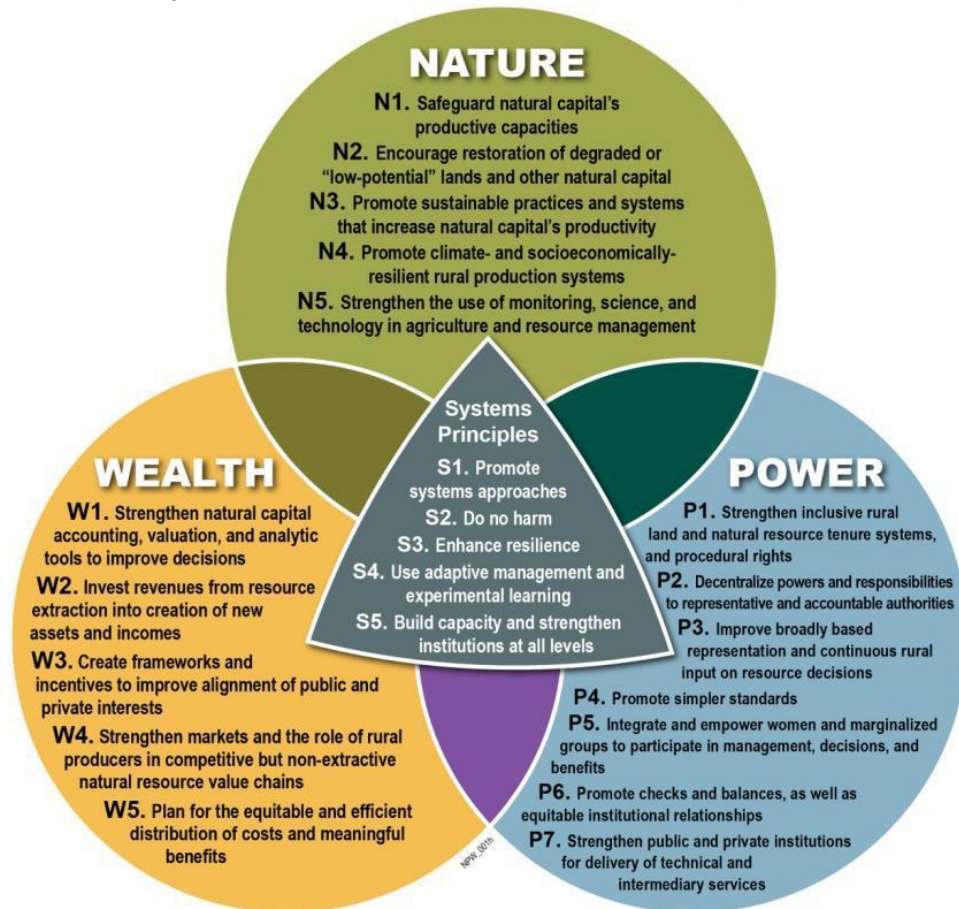 NATURE
N1. Safeguard natural capital's
productive capacities
N2. Encourage restoration of degraded or
"low-potential" lands and other natural capital
N3. Promote sustainable practices and systems
that increase natural capital's productivity
N4. Promote climate- and socioeconomically-
resilient rural production systems
N5. Strengthen the use of monitoring, science, and
technology in agriculture and resource management
Systems
Principles
S1. Promote
systems approaches
S2. Do no harm
S3. Enhance resilience
S4. Use adaptive management and
experimental learning
S5. Build capacity and strengthen
institutions at all levels
WEALTH
W1. Strengthen natural capital
accounting, valuation, and analytic
tools to improve decisions
W2. Invest revenues from resource
extraction into creation of new
assets and incomes
W3. Create frameworks and
incentives to improve alignment of public and
private interests
W4. Strengthen markets and the role of rural
producers in competitive but non-extractive
natural resource value chains
W5. Plan for the equitable and efficient
distribution of costs and meaningful
benefits
POWER
P1. Strengthen inclusive rural
land and natural resource tenure systems,
and procedural rights
P2. Decentralize powers and responsibilities
to representative and accountable authorities
P3. Improve broadly based
representation and continuous rural
input on resource decisions
P4. Promote simpler standards
P5. Integrate and empower women and marginalized
groups to participate in management, decisions, and
benefits
P6. Promote checks and balances, as well as
equitable institutional relationships
P7. Strengthen public and private institutions
for delivery of technical and
intermediary services
NPW_001h